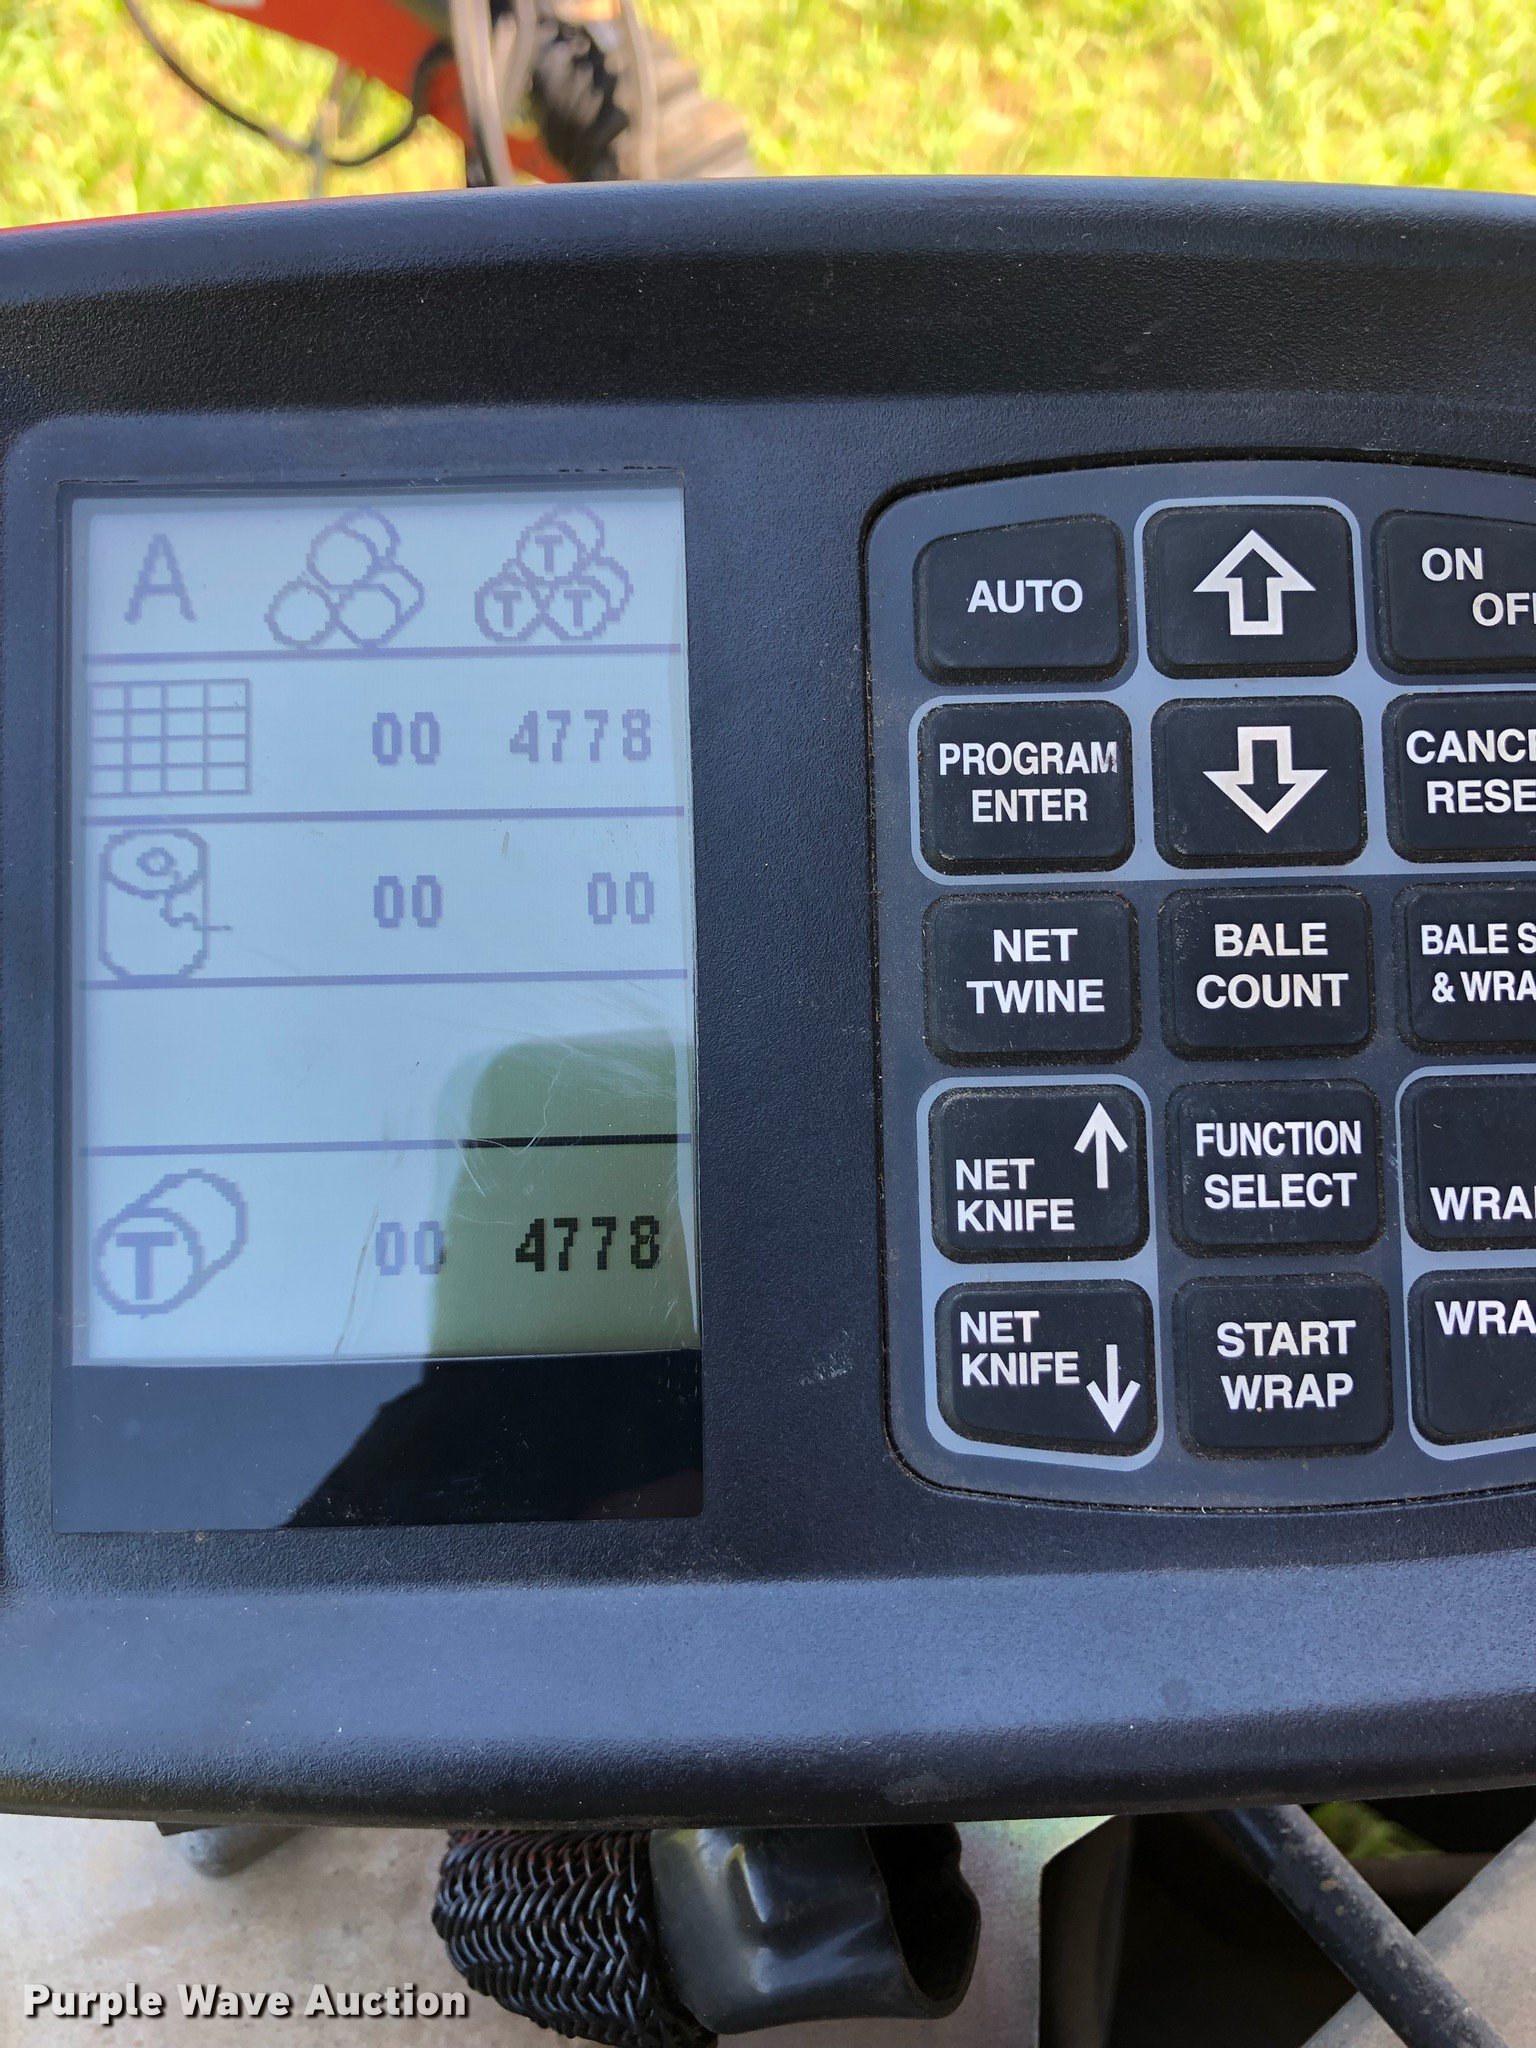 A
T
T T
00 4778
00 00
T 00 4778
AUTO
ON
PROGRAM
ENTER
NET
TWINE
BALE
COUNT
BALE
&
NET
KNIFE
FUNCTION
SELECT
NET
KNIFE
START
WRAP
Purple Wave Auction